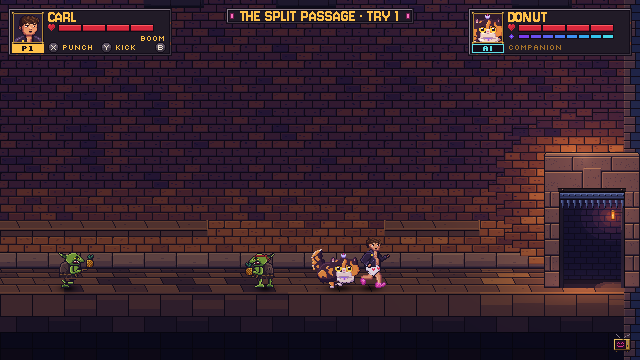 CARL
BOOM
P1
X PUNCH Y KICK B
THE SPLIT PASSAGE · TRY 1
DONUT
AI
COMPANION